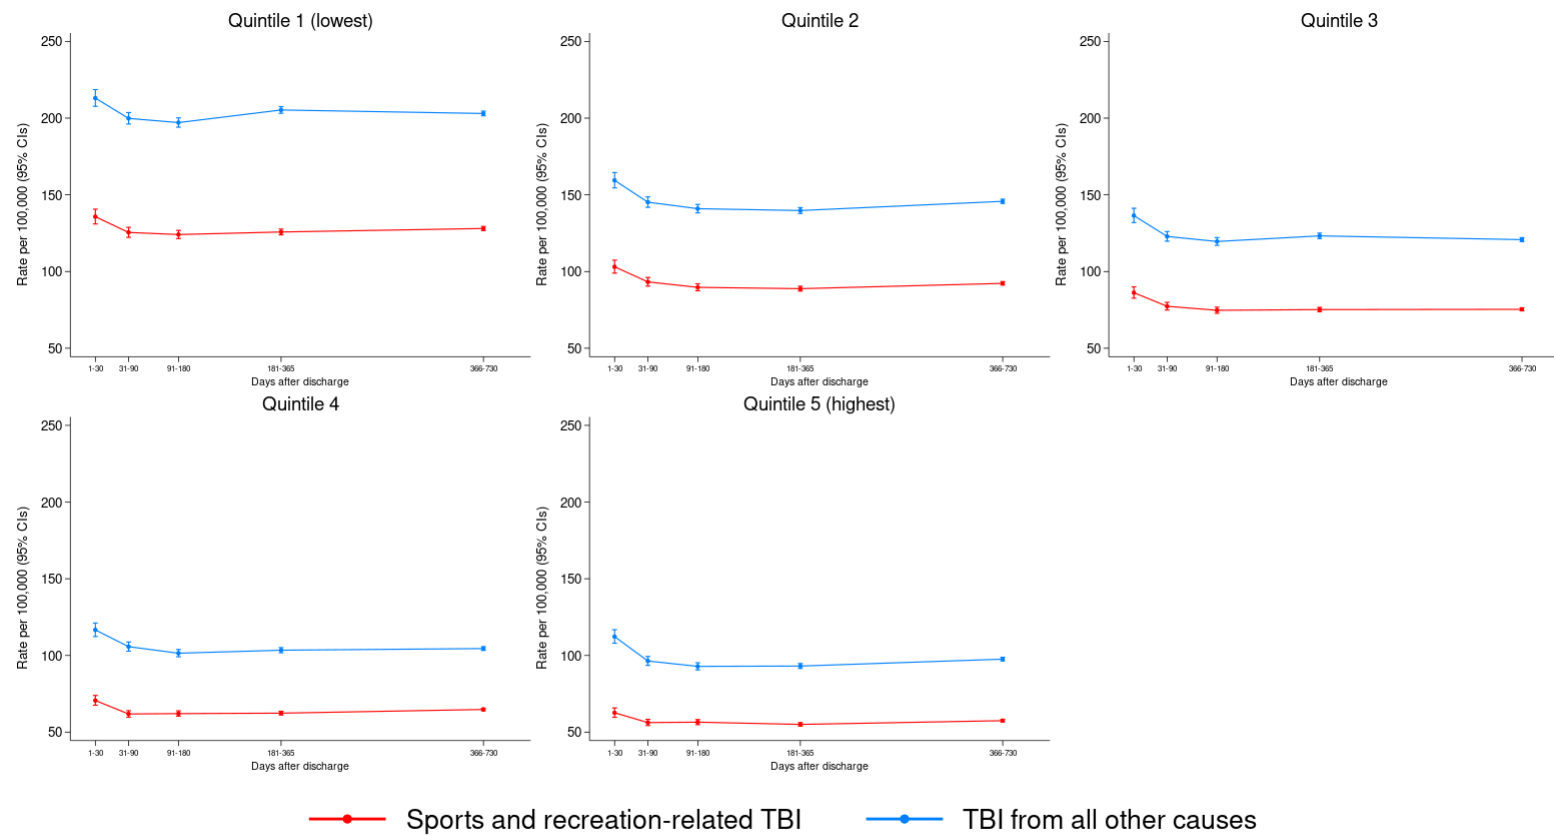 Quintile 1 (lowest)
250
200
150
100
50
Rate per 100,000 (95% CIs)
1-30 31-90 91-180 181-365 366-730
Days after discharge
Quintile 2
250
200
150
100
50
Rate per 100,000 (95% CIs)
1-30 31-90 91-180 181-365 366-730
Days after discharge
Quintile 3
250
200
150
100
50
Rate per 100,000 (95% CIs)
1-30 31-90 91-180 181-365 366-730
Days after discharge
Quintile 4
250
200
150
100
50
Rate per 100,000 (95% CIs)
1-30 31-90 91-180 181-365 366-730
Days after discharge
Quintile 5 (highest)
250
200
150
100
50
Rate per 100,000 (95% CIs)
1-30 31-90 91-180 181-365 366-730
Days after discharge
Sports and recreation-related TBI
TBI from all other causes